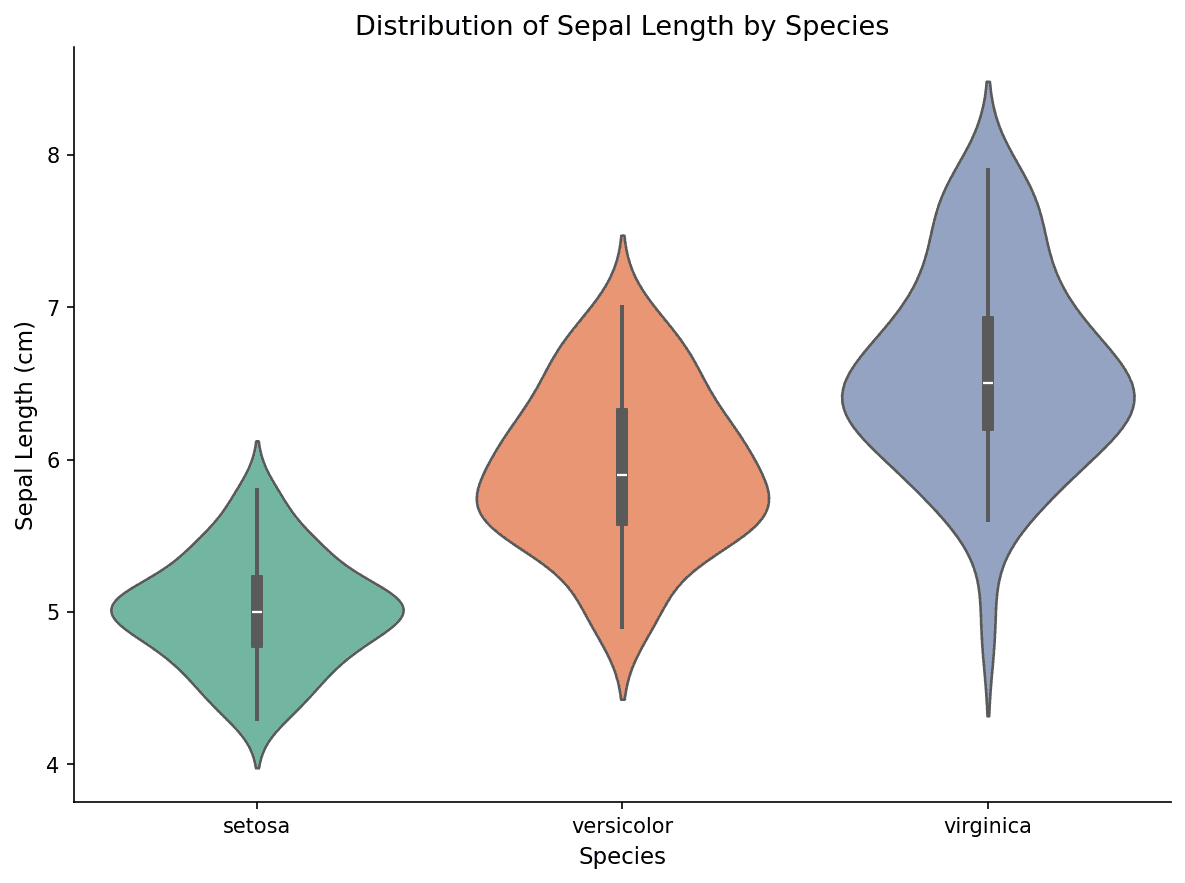 Distribution of Sepal Length by Species
Sepal Length (cm)
8
7
6
5
4
setosa
versicolor
virginica
Species